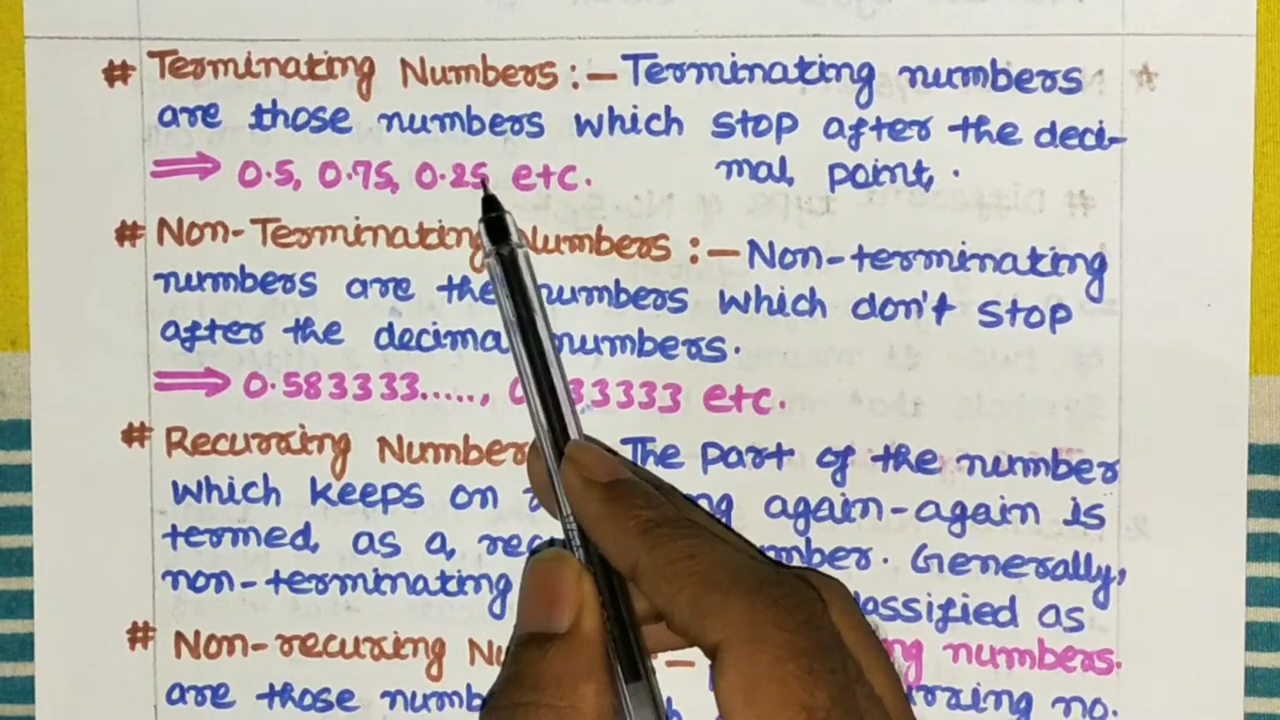 # Terminating Numbers :- Terminating numbers
are those numbers which stop after the deci-
mal point.
⟹ 0.5, 0.75, 0.25 etc.
# Non-Terminating Numbers :- Non-terminating
numbers are the numbers which don't stop
after the decimal numbers.
⟹ 0.583333....., 33333 etc.
# Recurring Number The part of the number
which keeps on again-again is
termed as a Generally,
non-terminating as
numbers.
# Non-recuring
are those no.